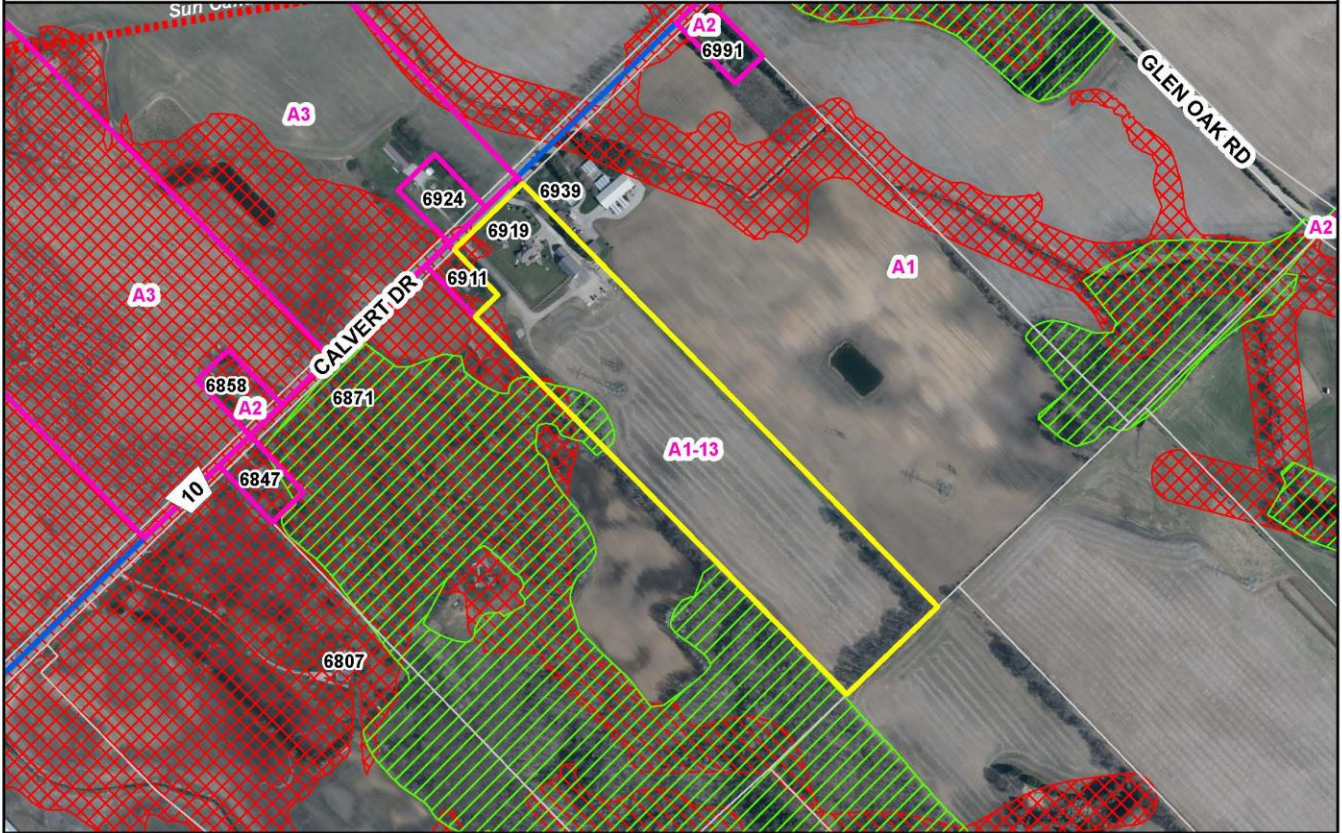 Sun Can
A2
6991
GLEN OAK RD
A3
6924
6939
6919
A2
A1
6911
A3
CALVERT DR
6858
6871
A2
A1-13
6847
10
6807